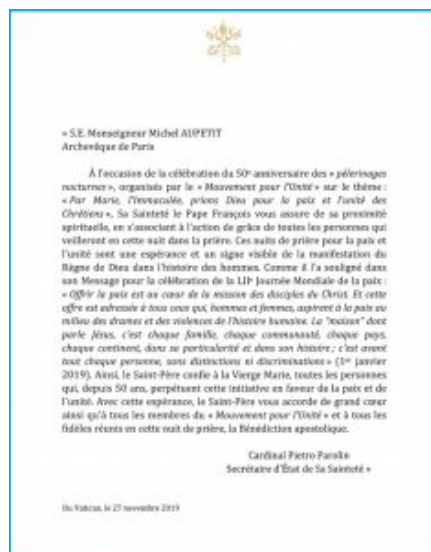 « S.E. Monseigneur Michel AUPETIT
Archevêque de Paris
À l'occasion de la célébration du 50e anniversaire des « pèlerinages
nocturnes », organisés par le « Mouvement pour l'Unité » sur le thème :
« Par Marie, l'Immaculée, prions Dieu pour la paix et l'unité des
Chrétiens », Sa Sainteté le Pape François vous assure de sa proximité
spirituelle, en s'associant à l'action de grâce de toutes les personnes qui
veilleront en cette nuit dans la prière. Ces nuits de prière pour la paix et
l'unité sont une espérance et un signe visible de la manifestation du
Règne de Dieu dans l'histoire des hommes. Comme il l'a souligné dans
son Message pour la célébration de la LIIe Journée Mondiale de la paix :
« Offrir la paix est au cœur de la mission des disciples du Christ. Et cette
offre est adressée à tous ceux qui, hommes et femmes, aspirent à la paix au
milieu des drames et des violences de l'histoire humaine. La "maison" dont
parle Jésus, c'est chaque famille, chaque communauté, chaque pays,
chaque continent, dans sa particularité et dans son histoire ; c'est avant
tout chaque personne, sans distinctions ni discriminations » (1er janvier
2019). Ainsi, le Saint-Père confie à la Vierge Marie, toutes les personnes
qui, depuis 50 ans, perpétuent cette initiative en faveur de la paix et de
l'unité. Avec cette espérance, le Saint-Père vous accorde de grand cœur
ainsi qu'à tous les membres du « Mouvement pour l'Unité » et à tous les
fidèles réunis en cette nuit de prière, la Bénédiction apostolique.
Cardinal Pietro Parolin
Secrétaire d'État de Sa Sainteté »
Du Vatican, le 27 novembre 2019